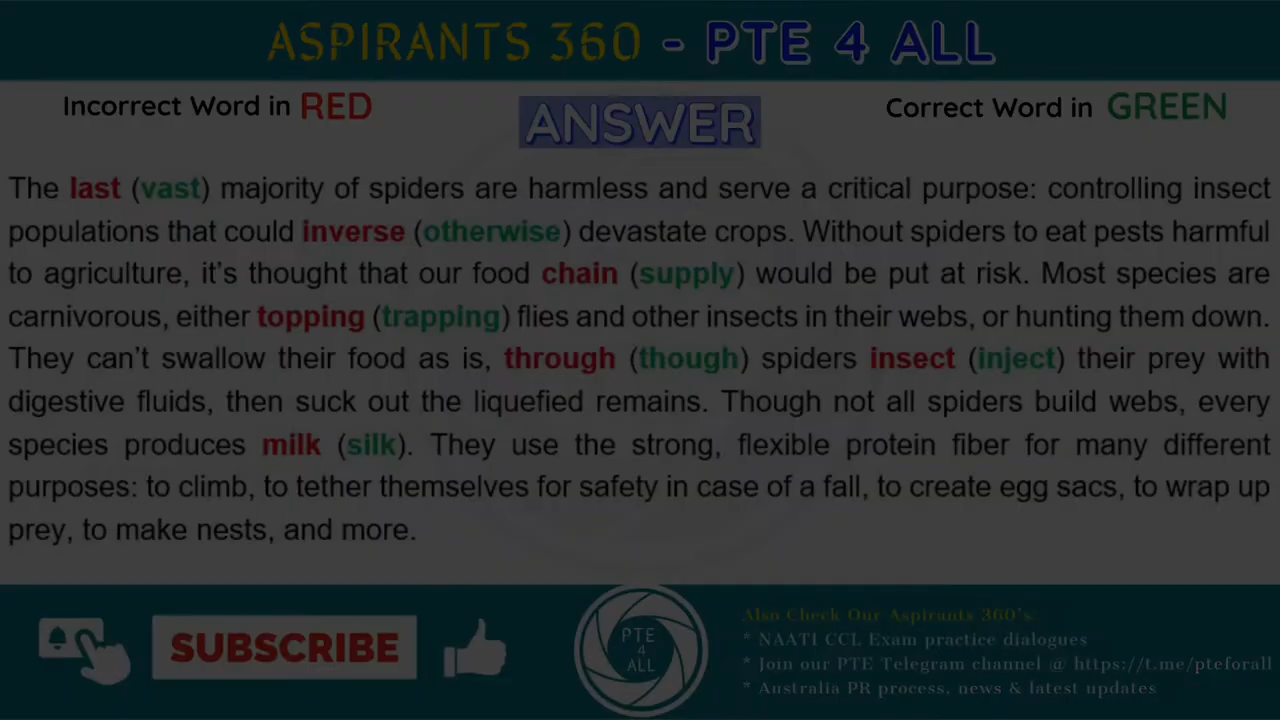 ASPIRANTS 360 - PTE 4 ALL
Incorrect Word in RED
ANSWER
Correct Word in GREEN
The last (vast) majority of spiders are harmless and serve a critical purpose: controlling insect
populations that could inverse (otherwise) devastate crops. Without spiders to eat pests harmful
to agriculture, it's thought that our food chain (supply) would be put at risk. Most species are
carnivorous, either topping (trapping) flies and other insects in their webs, or hunting them down.
They can't swallow their food as is, through (though) spiders insect (inject) their prey with
digestive fluids, then suck out the liquefied remains. Though not all spiders build webs, every
species produces milk (silk). They use the strong, flexible protein fiber for many different
purposes: to climb, to tether themselves for safety in case of a fall, to create egg sacs, to wrap up
prey, to make nests, and more.
SUBSCRIBE
PTE
4
ALL
Also Check Our Aspirants 360's:
* NAATI CCL Exam practice dialogues
* Join our PTE Telegram channel @ https://t.me/pteforall
* Australia PR process, news & latest updates